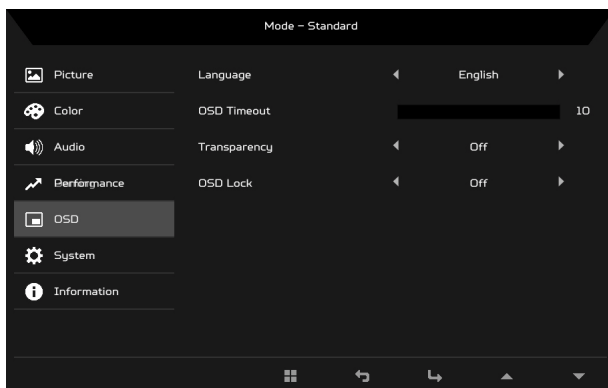 Mode – Standard
Picture
Language
English
Color
OSD Timeout
10
Audio
Transparency
Off
OSD Lock
Off
OSD
System
Information